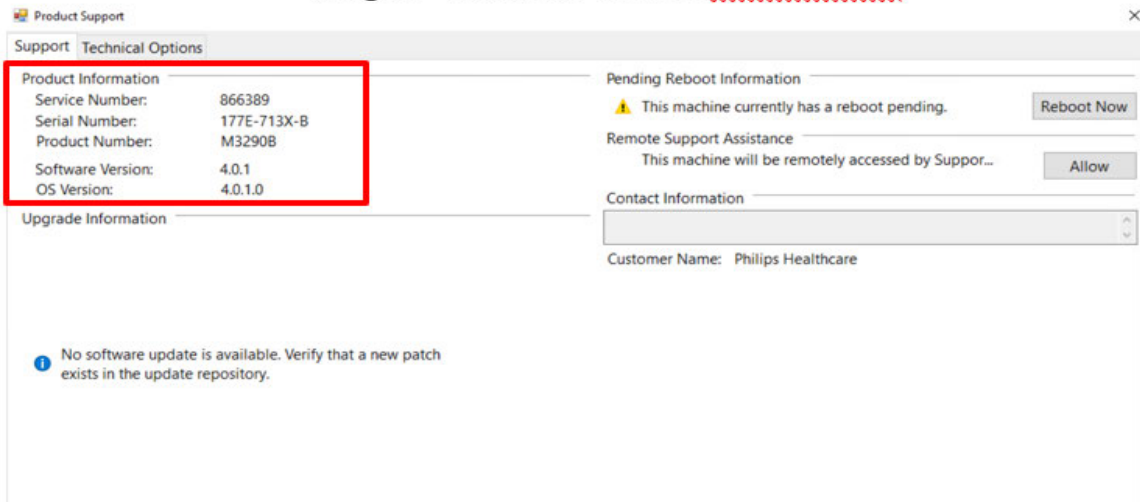 Product Support
Support Technical Options
Product Information
Service Number: 866389
Serial Number: 177E-713X-B
Product Number: M3290B
Software Version: 4.0.1
OS Version: 4.0.1.0
Upgrade Information
No software update is available. Verify that a new patch
exists in the update repository.
Pending Reboot Information
This machine currently has a reboot pending. Reboot Now
Remote Support Assistance
This machine will be remotely accessed by Suppor... Allow
Contact Information
Customer Name: Philips Healthcare